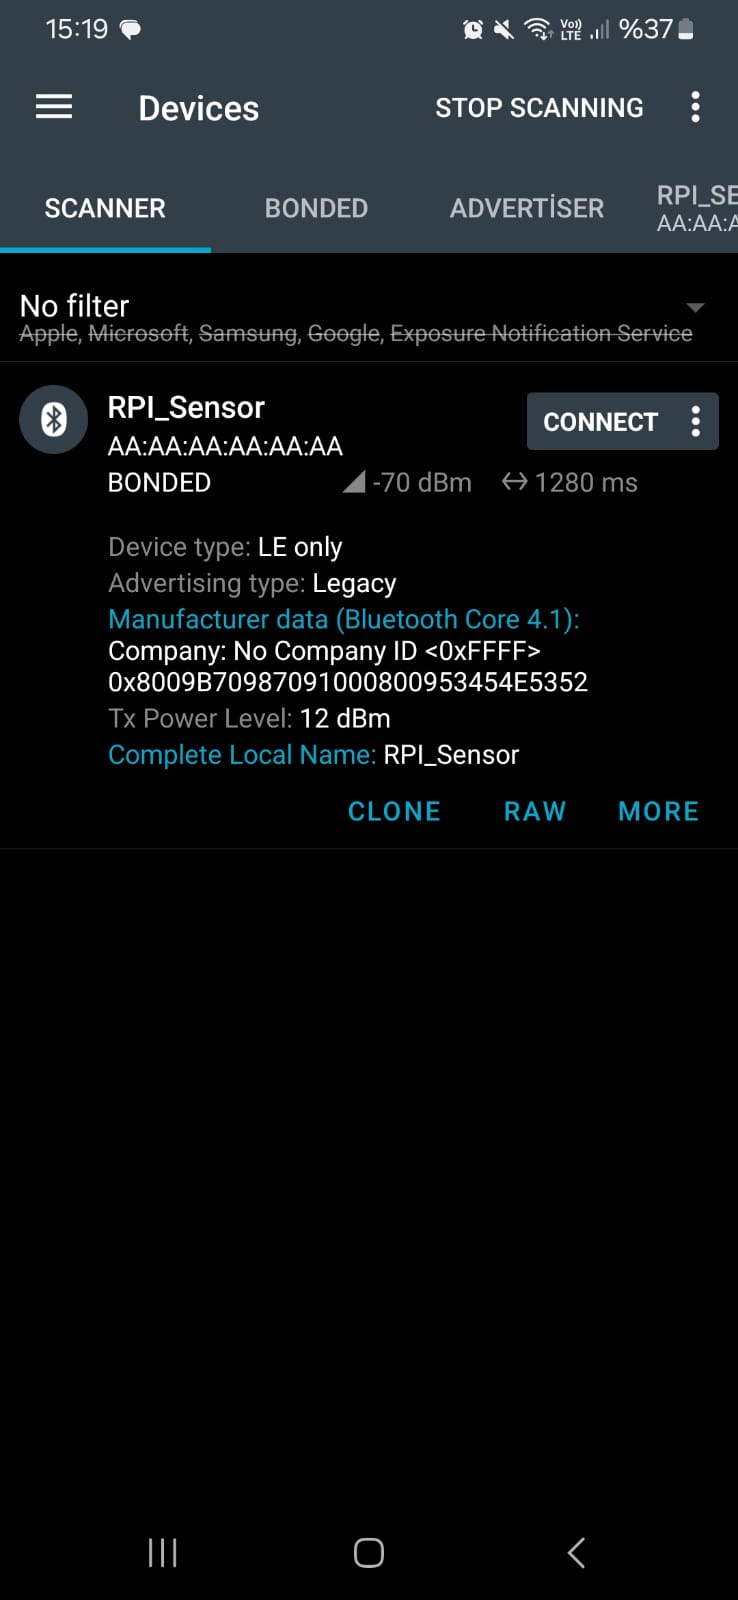 15:19
Vo)) LTE %37
Devices
STOP SCANNING
SCANNER
BONDED
ADVERTİSER
RPI_SE
AA:AA:A
No filter
Apple, Microsoft, Samsung, Google, Exposure Notification Service
RPI_Sensor
CONNECT
AA:AA:AA:AA:AA:AA
BONDED
-70 dBm
1280 ms
Device type: LE only
Advertising type: Legacy
Manufacturer data (Bluetooth Core 4.1):
Company: No Company ID <0xFFFF>
0x8009B70987091000800953454E5352
Tx Power Level: 12 dBm
Complete Local Name: RPI_Sensor
CLONE
RAW
MORE